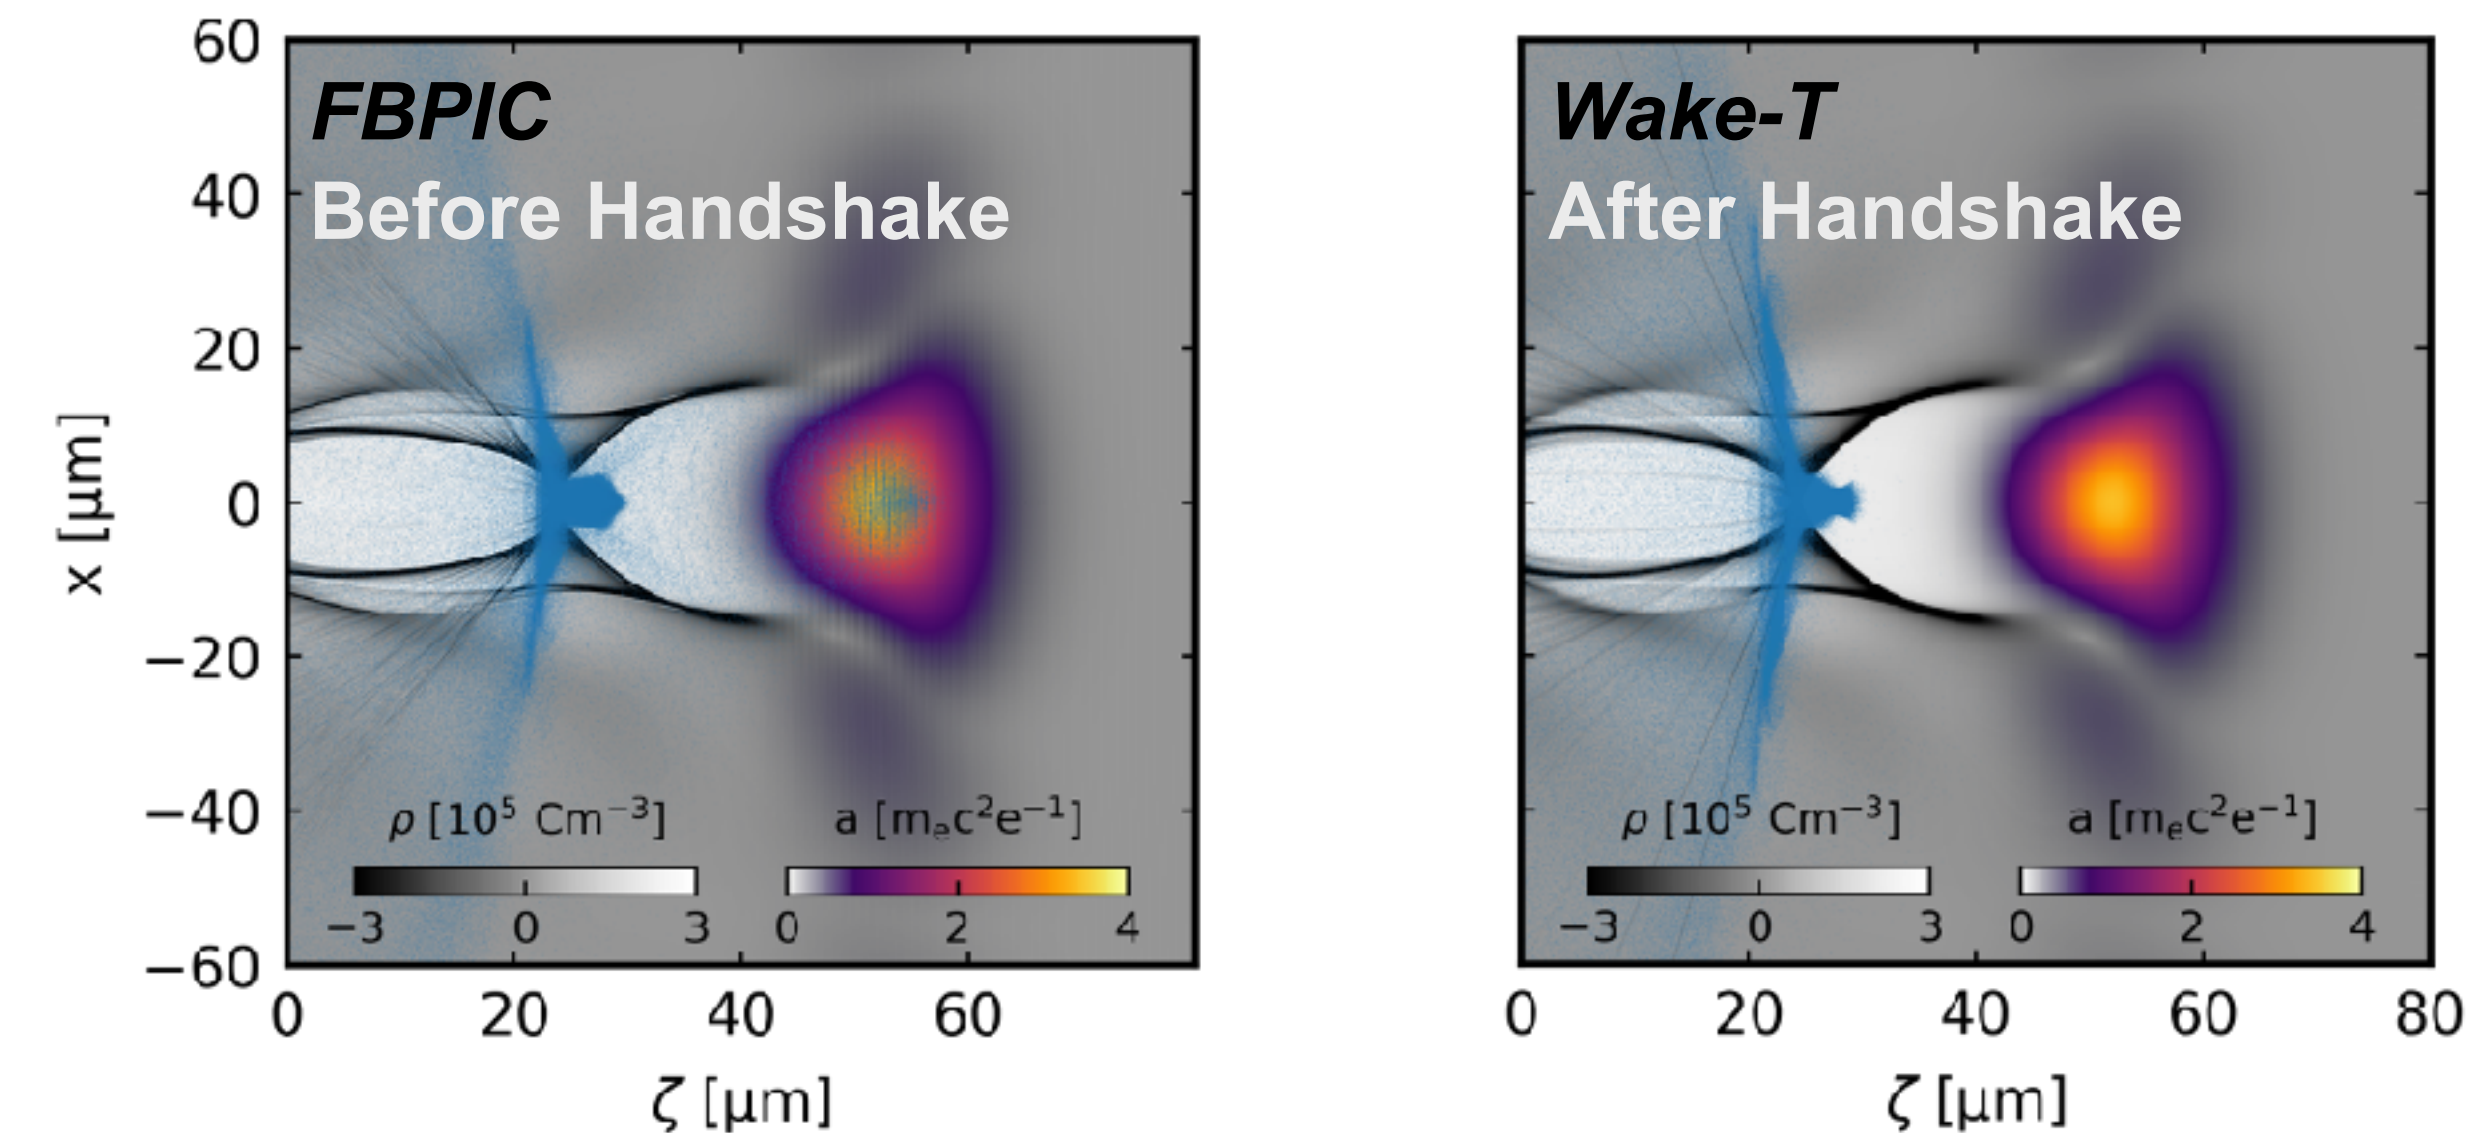 FBPIC
Before Handshake
60
40
20
0
−20
−40
−60
x [μm]
ρ [10⁵ Cm⁻³]
−3 0 3
a [mₑc²e⁻¹]
0 2 4
0 20 40 60
ζ [μm]
Wake-T
After Handshake
ρ [10⁵ Cm⁻³]
−3 0 3
a [mₑc²e⁻¹]
0 2 4
0 20 40 60 80
ζ [μm]